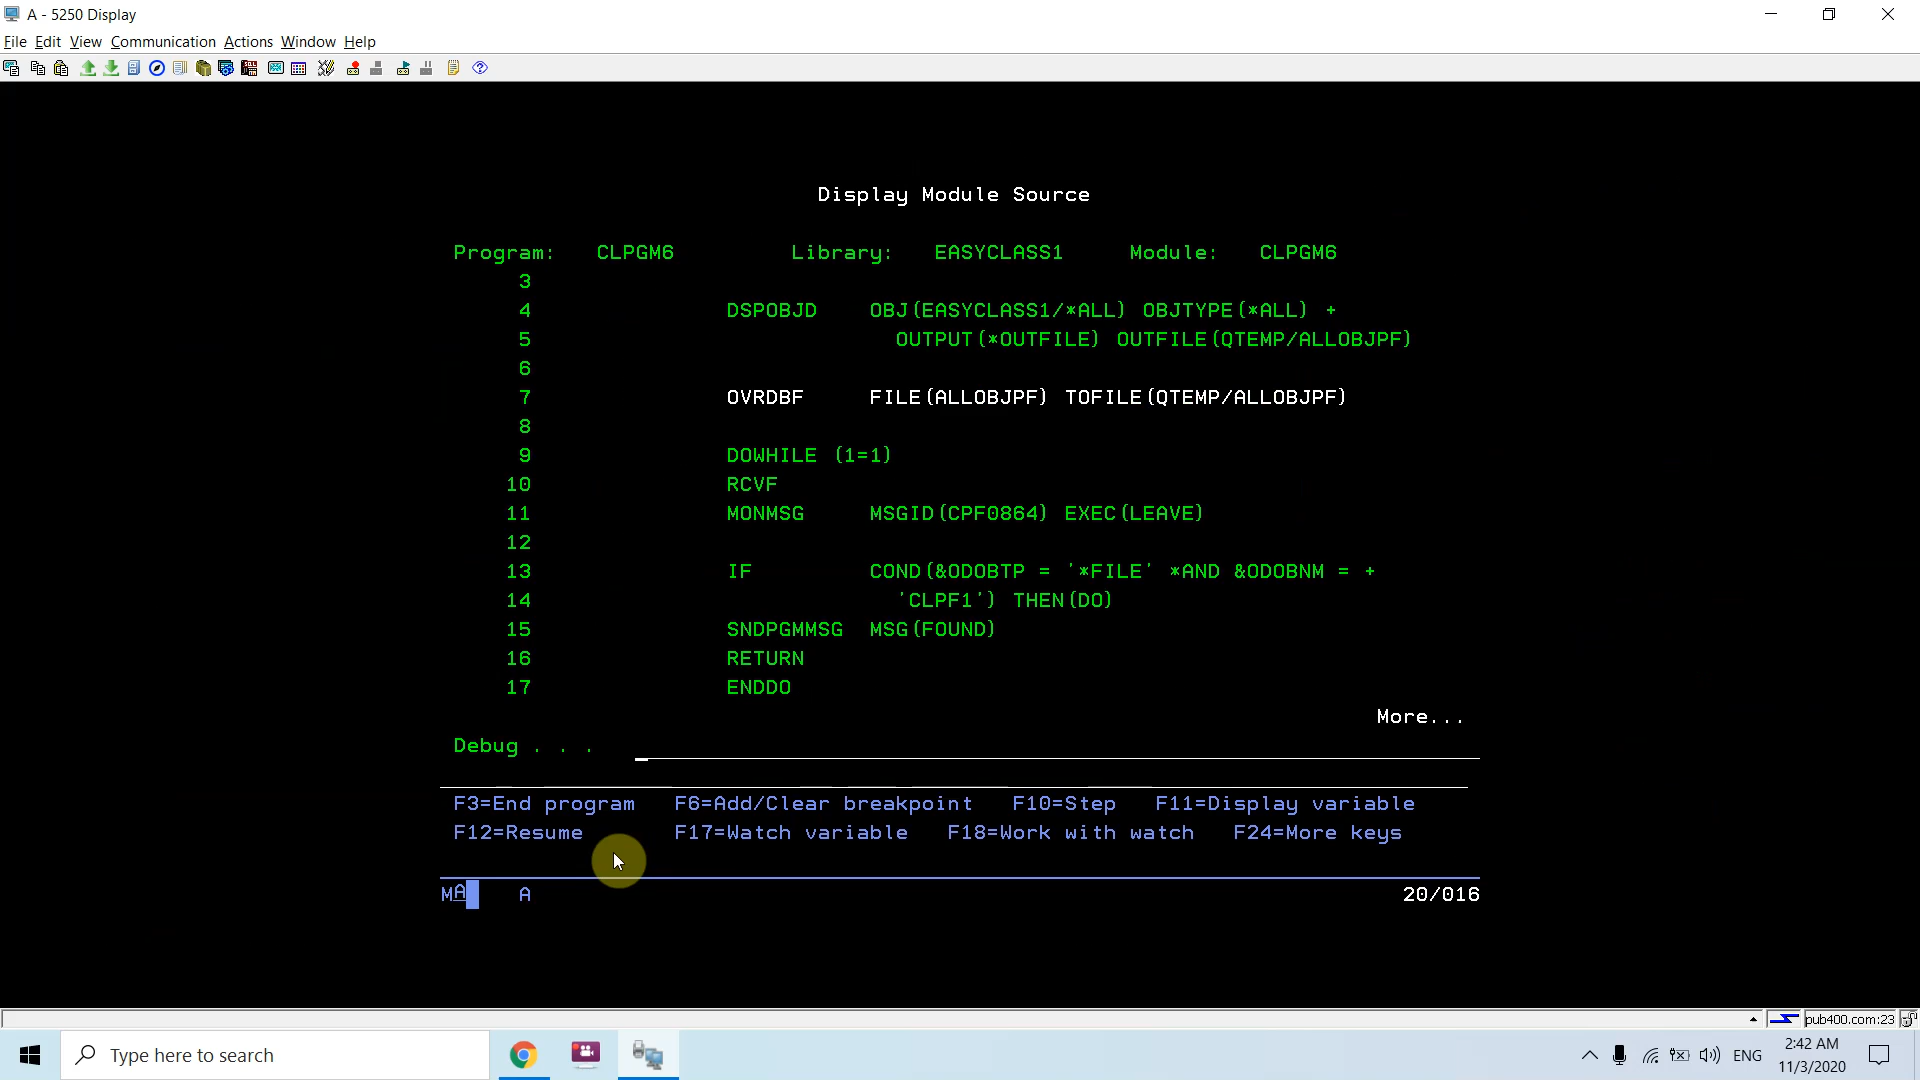 A - 5250 Display
File Edit View Communication Actions Window Help
Display Module Source
Program: CLPGM6 Library: EASYCLASS1 Module: CLPGM6
3
4 DSPOBJD OBJ(EASYCLASS1/*ALL) OBJTYPE(*ALL) +
5 OUTPUT(*OUTFILE) OUTFILE(QTEMP/ALLOBJPF)
6
7 OVRDBF FILE(ALLOBJPF) TOFILE(QTEMP/ALLOBJPF)
8
9 DOWHILE (1=1)
10 RCVF
11 MONMSG MSGID(CPF0864) EXEC(LEAVE)
12
13 IF COND(&ODOBTP = '*FILE' *AND &ODOBNM = +
14 'CLPF1') THEN(DO)
15 SNDPGMMSG MSG(FOUND)
16 RETURN
17 ENDDO
More...
Debug . . . _
F3=End program F6=Add/Clear breakpoint F10=Step F11=Display variable
F12=Resume F17=Watch variable F18=Work with watch F24=More keys
MA A 20/016
pub400.com:23
Type here to search
ENG
2:42 AM
11/3/2020